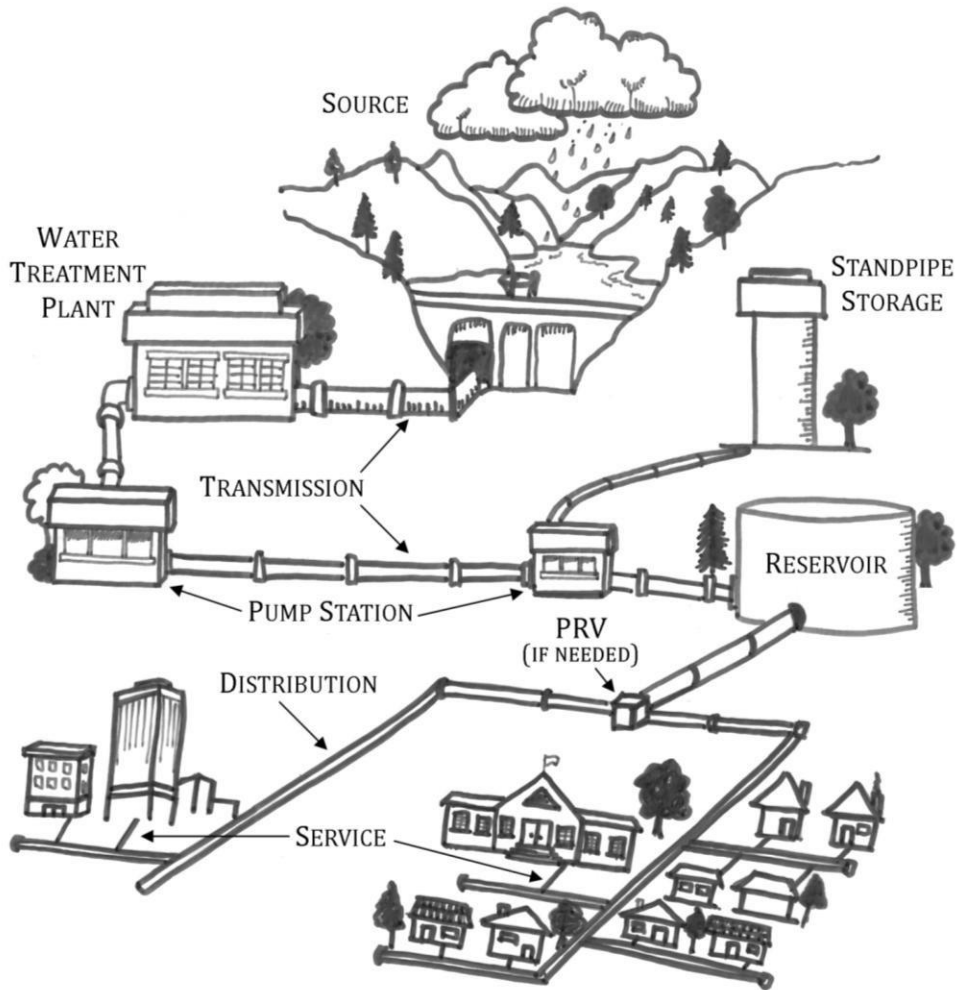 SOURCE
WATER
TREATMENT
PLANT
STANDPIPE
STORAGE
TRANSMISSION
RESERVOIR
PUMP STATION
PRV
(IF NEEDED)
DISTRIBUTION
SERVICE